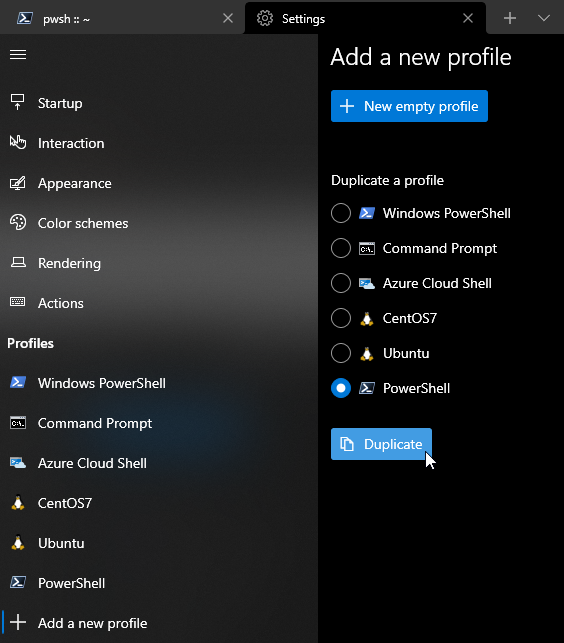 pwsh :: ~
Settings
Startup
Interaction
Appearance
Color schemes
Rendering
Actions
Profiles
Windows PowerShell
Command Prompt
Azure Cloud Shell
CentOS7
Ubuntu
PowerShell
Add a new profile
Add a new profile
New empty profile
Duplicate a profile
Windows PowerShell
Command Prompt
Azure Cloud Shell
CentOS7
Ubuntu
PowerShell
Duplicate